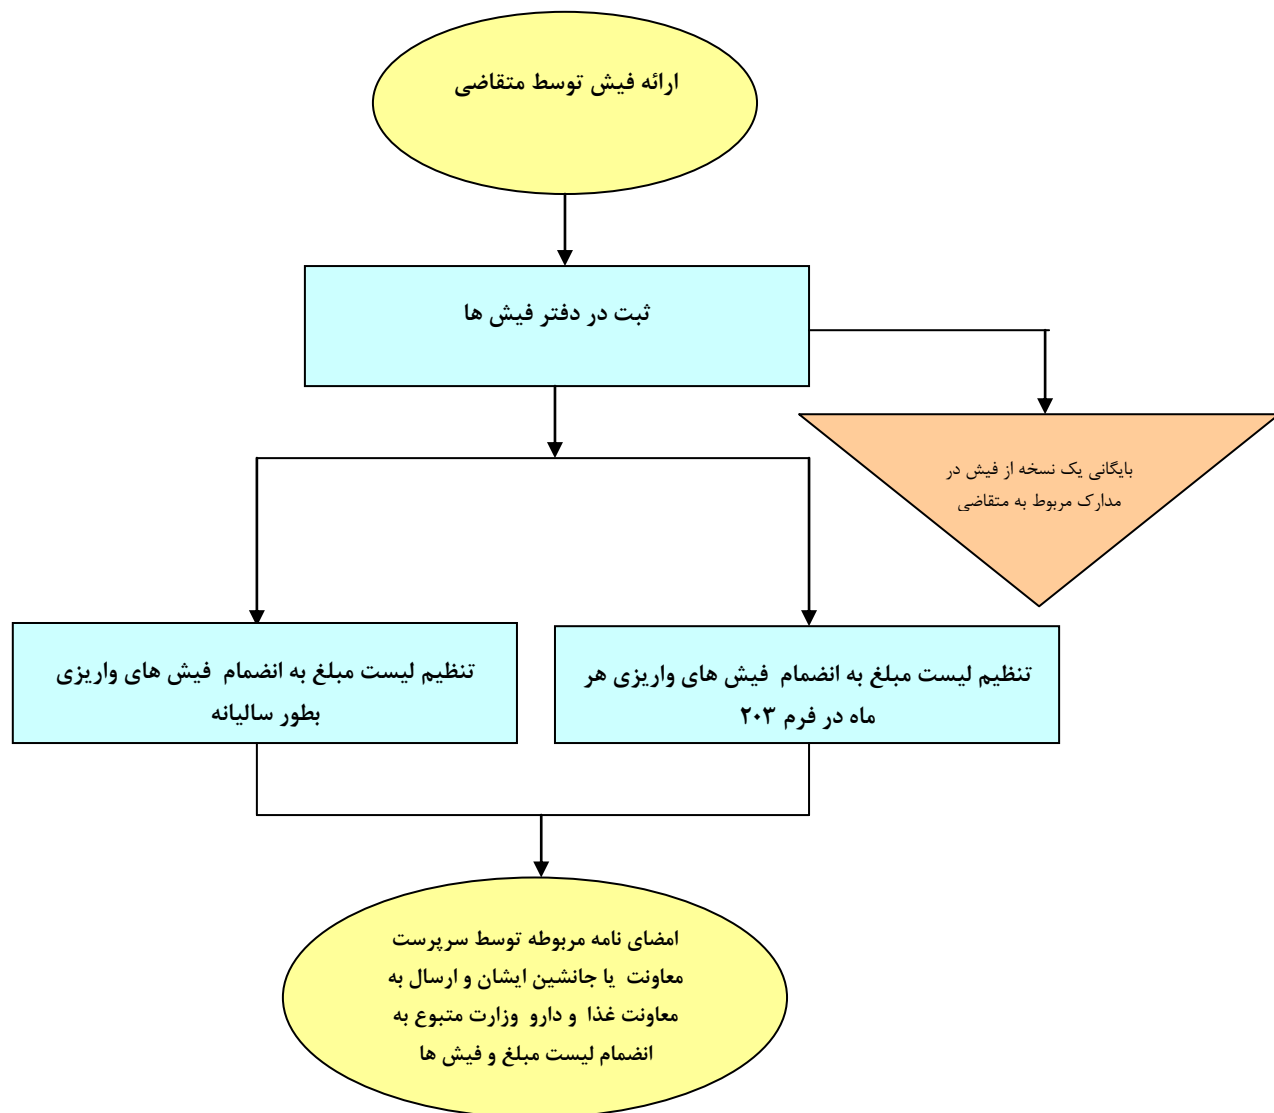 ارائه فیش توسط متقاضی
ثبت در دفتر فیش ها
بایگانی یک نسخه از فیش در
مدارک مربوط به متقاضی
تنظیم لیست مبلغ به انضمام فیش های واریزی هر
ماه در فرم ۲۰۳
تنظیم لیست مبلغ به انضمام فیش های واریزی
بطور سالیانه
امضای نامه مربوطه توسط سرپرست
معاونت یا جانشین ایشان و ارسال به
معاونت غذا و دارو وزارت متبوع به
انضمام لیست مبلغ و فیش ها